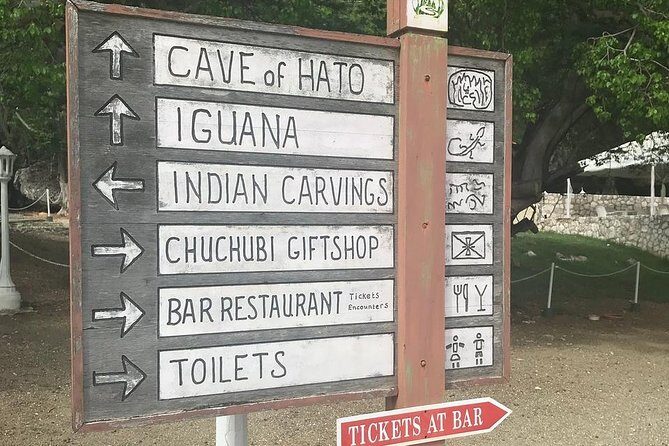 CAVE of HATO
IGUANA
INDIAN CARVINGS
CHUCHUBI GIFTSHOP
BAR RESTAURANT Tickets
Encounters
TOILETS
TICKETS AT BAR